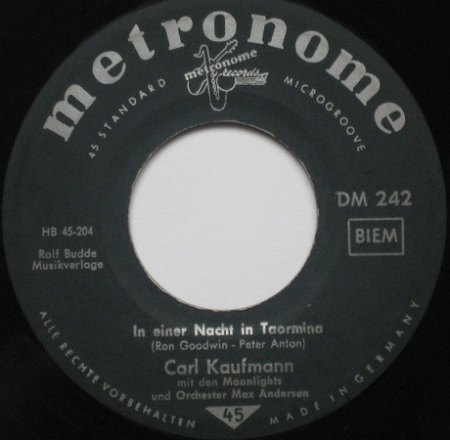 metronome
metronome
records
45 STANDARD
MICROGROOVE
DM 242
BIEM
HB 45-204
Rolf Budde
Musikverlage
In einer Nacht in Taormina
(Ron Goodwin - Peter Anton)
Carl Kaufmann
mit den Moonlights
und Orchester Max Anderson
45
ALLE RECHTE VORBEHALTEN
MADE IN GERMANY